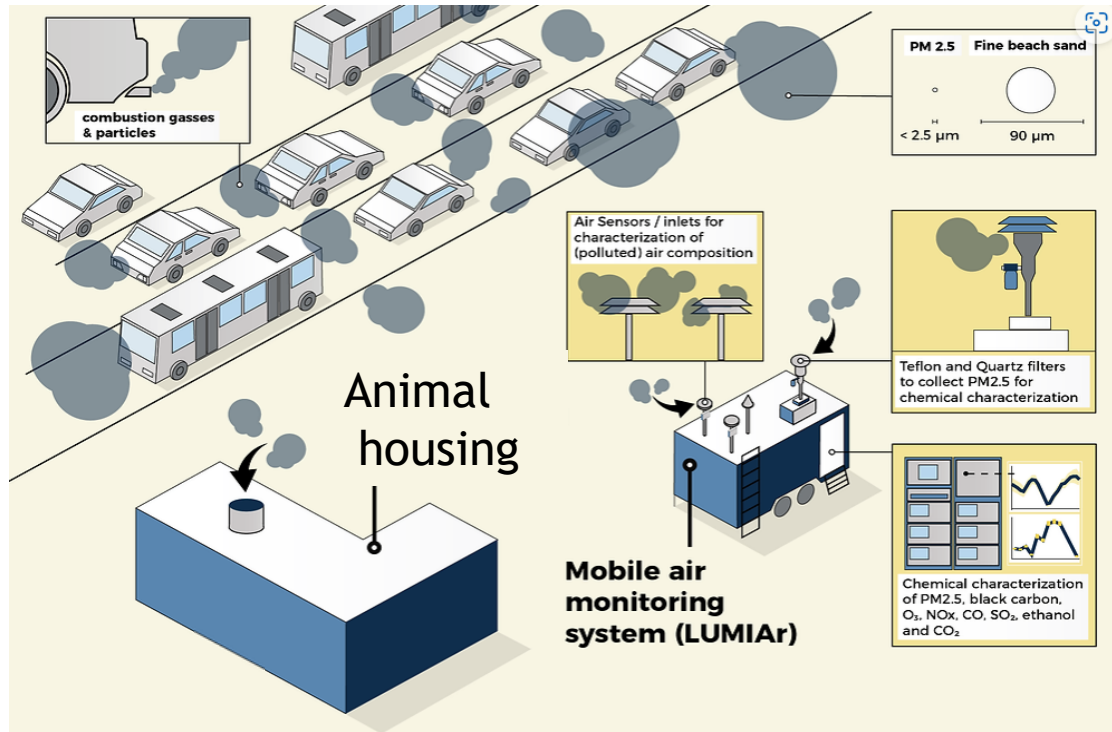 combustion gasses
& particles
PM 2.5 Fine beach sand
< 2.5 µm 90 µm
Air Sensors / inlets for
characterization of
(polluted) air composition
Teflon and Quartz filters
to collect PM2.5 for
chemical characterization
Animal
housing
Mobile air
monitoring
system (LUMIAr)
Chemical characterization
of PM2.5, black carbon,
O₃, NOx, CO, SO₂, ethanol
and CO₂